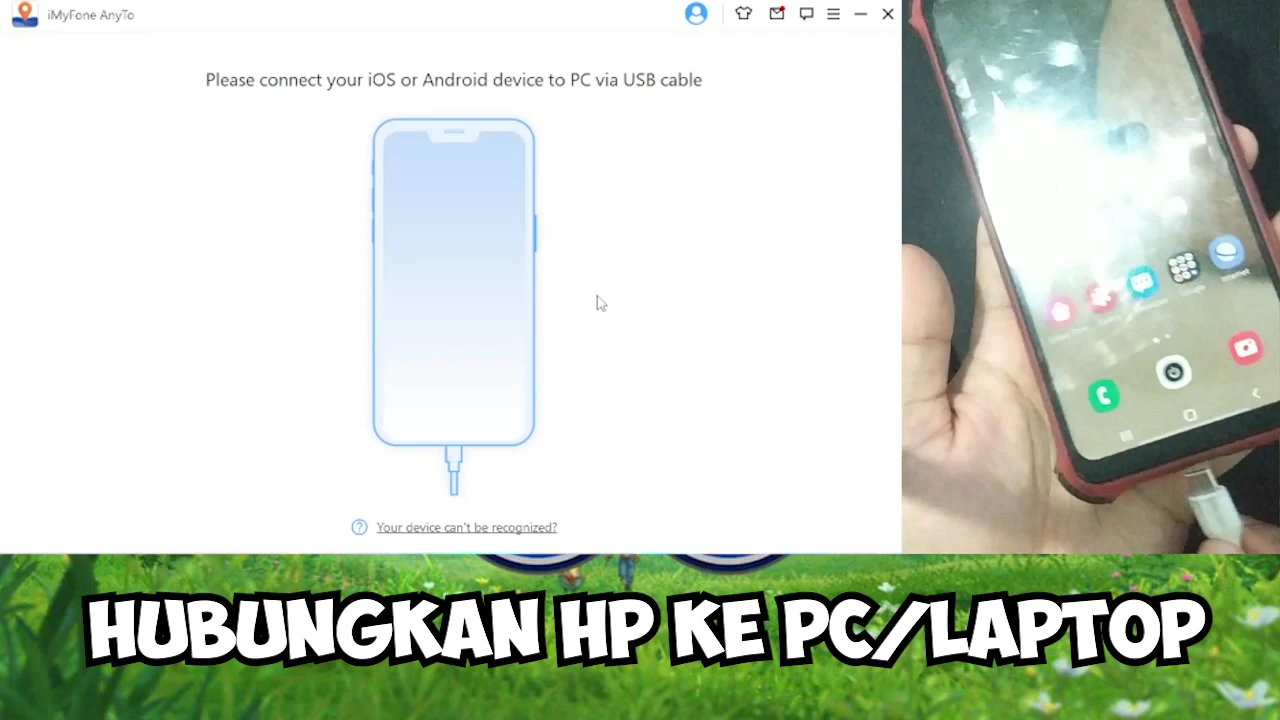 iMyFone AnyTo
Please connect your iOS or Android device to PC via USB cable
Your device can't be recognized?
Internet
HUBUNGKAN HP KE PC/LAPTOP